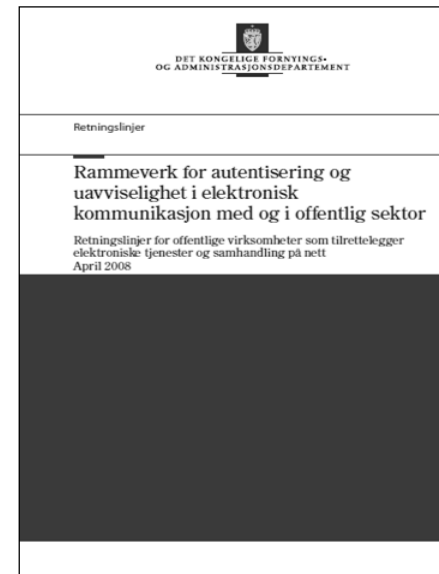 DET KONGELIGE FORNYINGS-
OG ADMINISTRASJONSDEPARTEMENT
Retningslinjer
Rammeverk for autentisering og
uavviselighet i elektronisk
kommunikasjon med og i offentlig sektor
Retningslinjer for offentlige virksomheter som tilrettelegger
elektroniske tjenester og samhandling på nett
April 2008